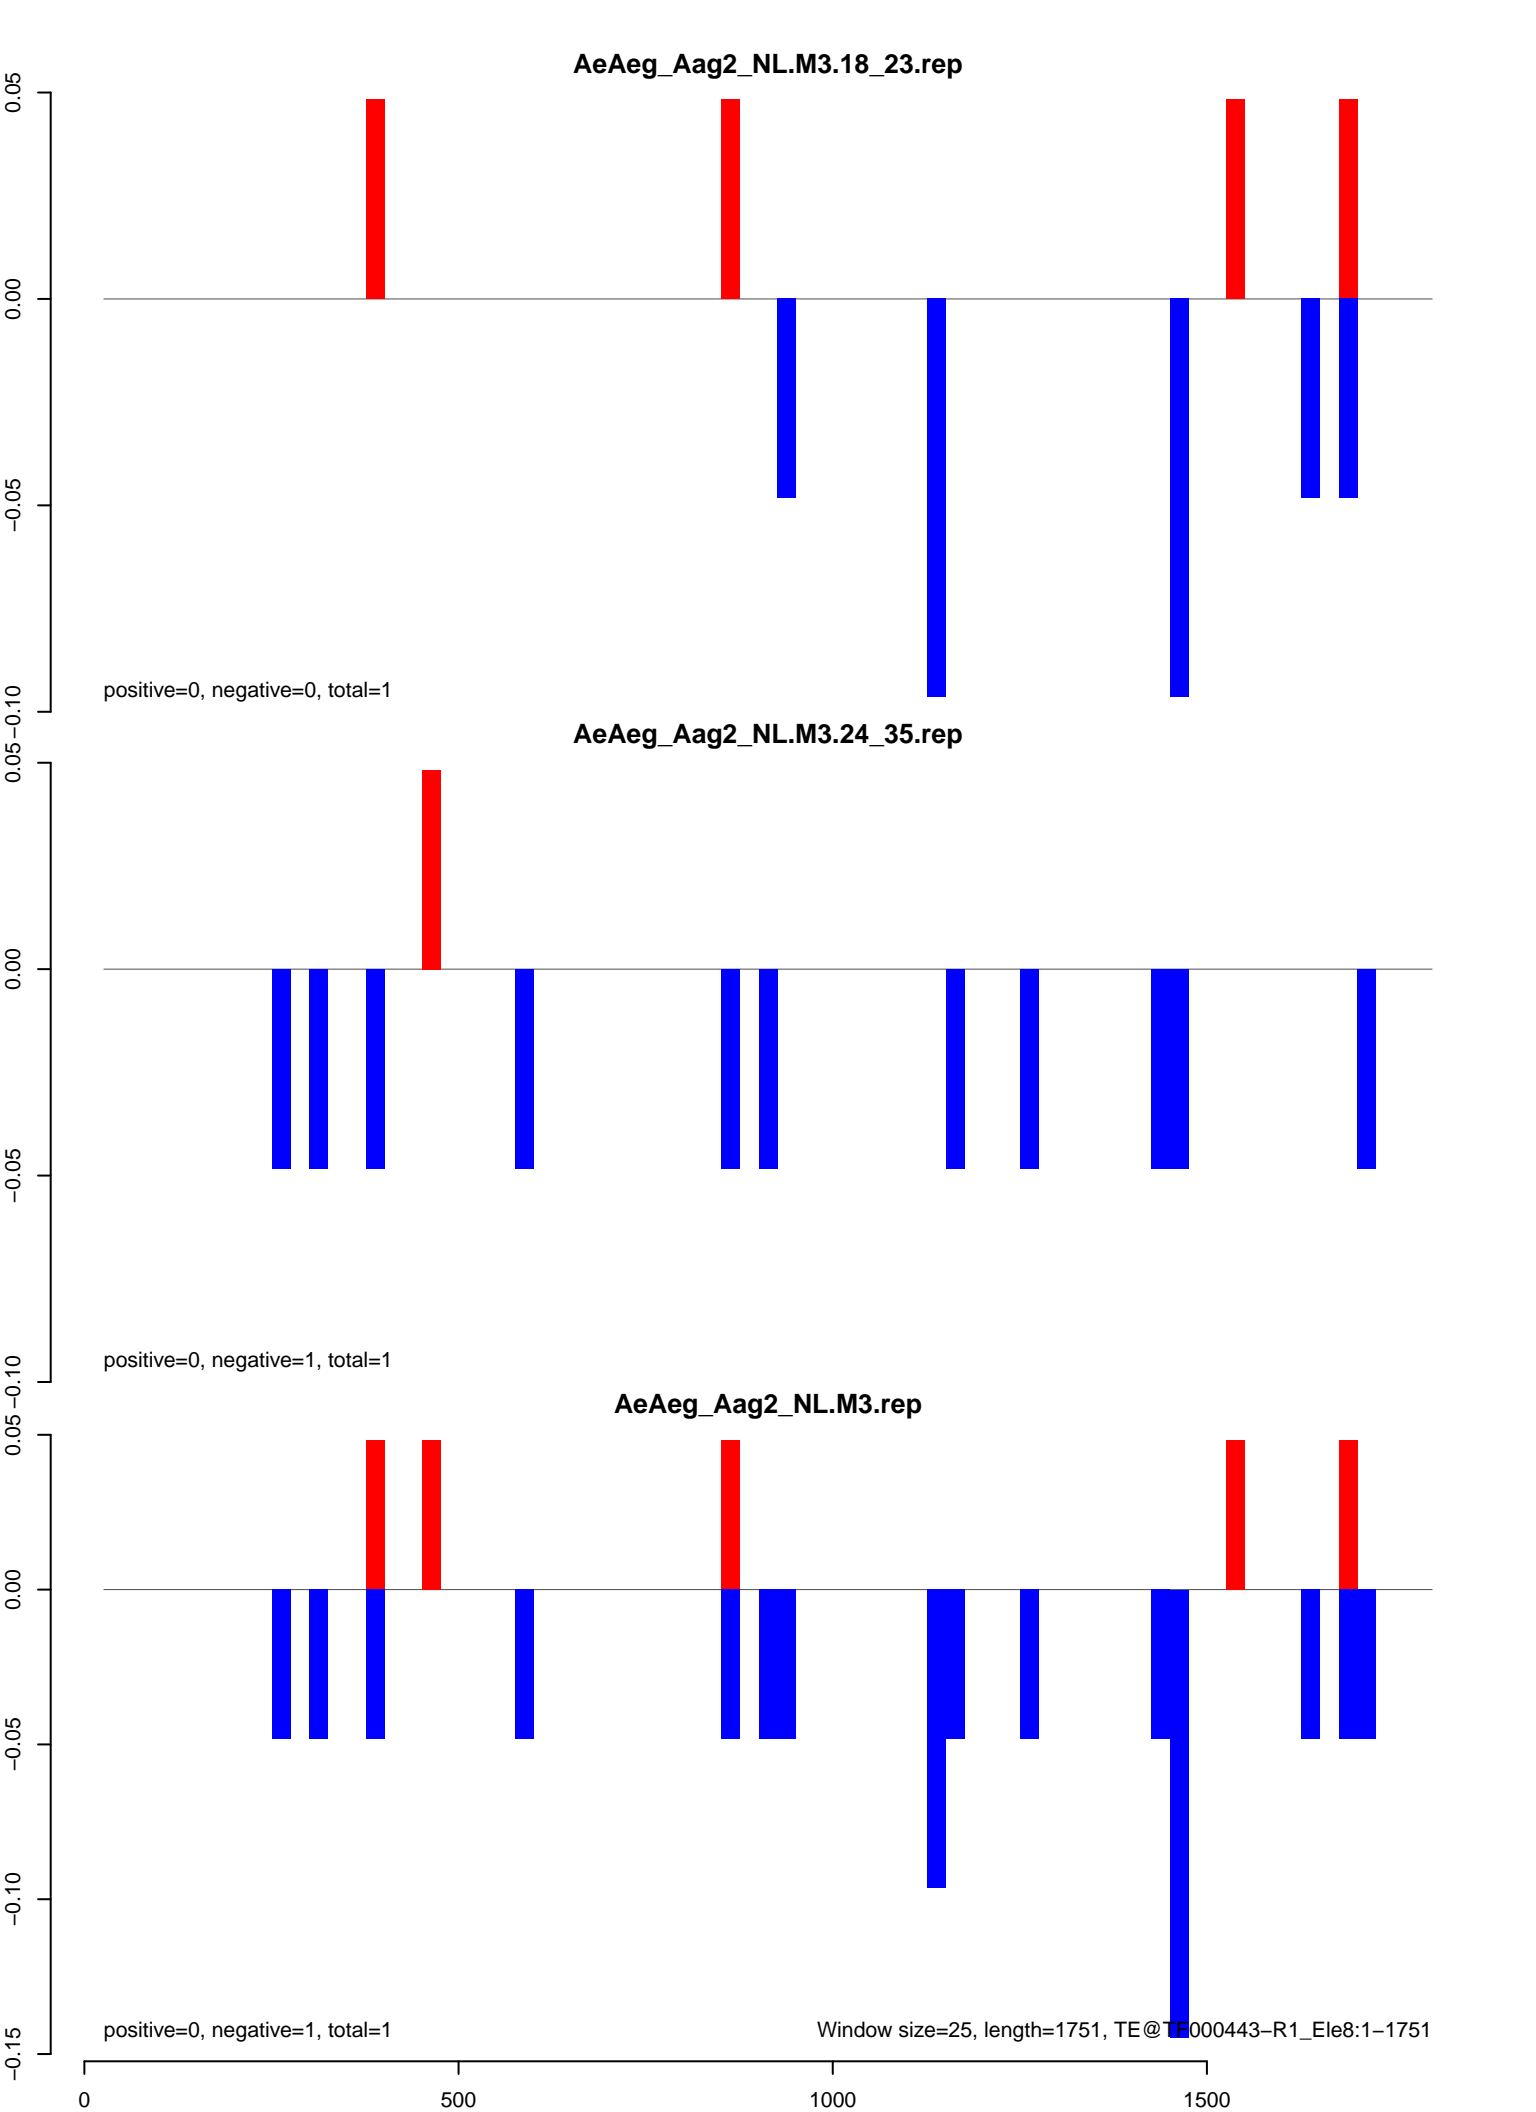 AeAeg_Aag2_NL.M3.18_23.rep
0.05
0.00
−0.05
−0.10
positive=0, negative=0, total=1
AeAeg_Aag2_NL.M3.24_35.rep
0.05
0.00
−0.05
−0.10
positive=0, negative=1, total=1
AeAeg_Aag2_NL.M3.rep
0.05
0.00
−0.05
−0.10
−0.15
positive=0, negative=1, total=1
Window size=25, length=1751, TE@TF000443−R1_Ele8:1−1751
0 500 1000 1500